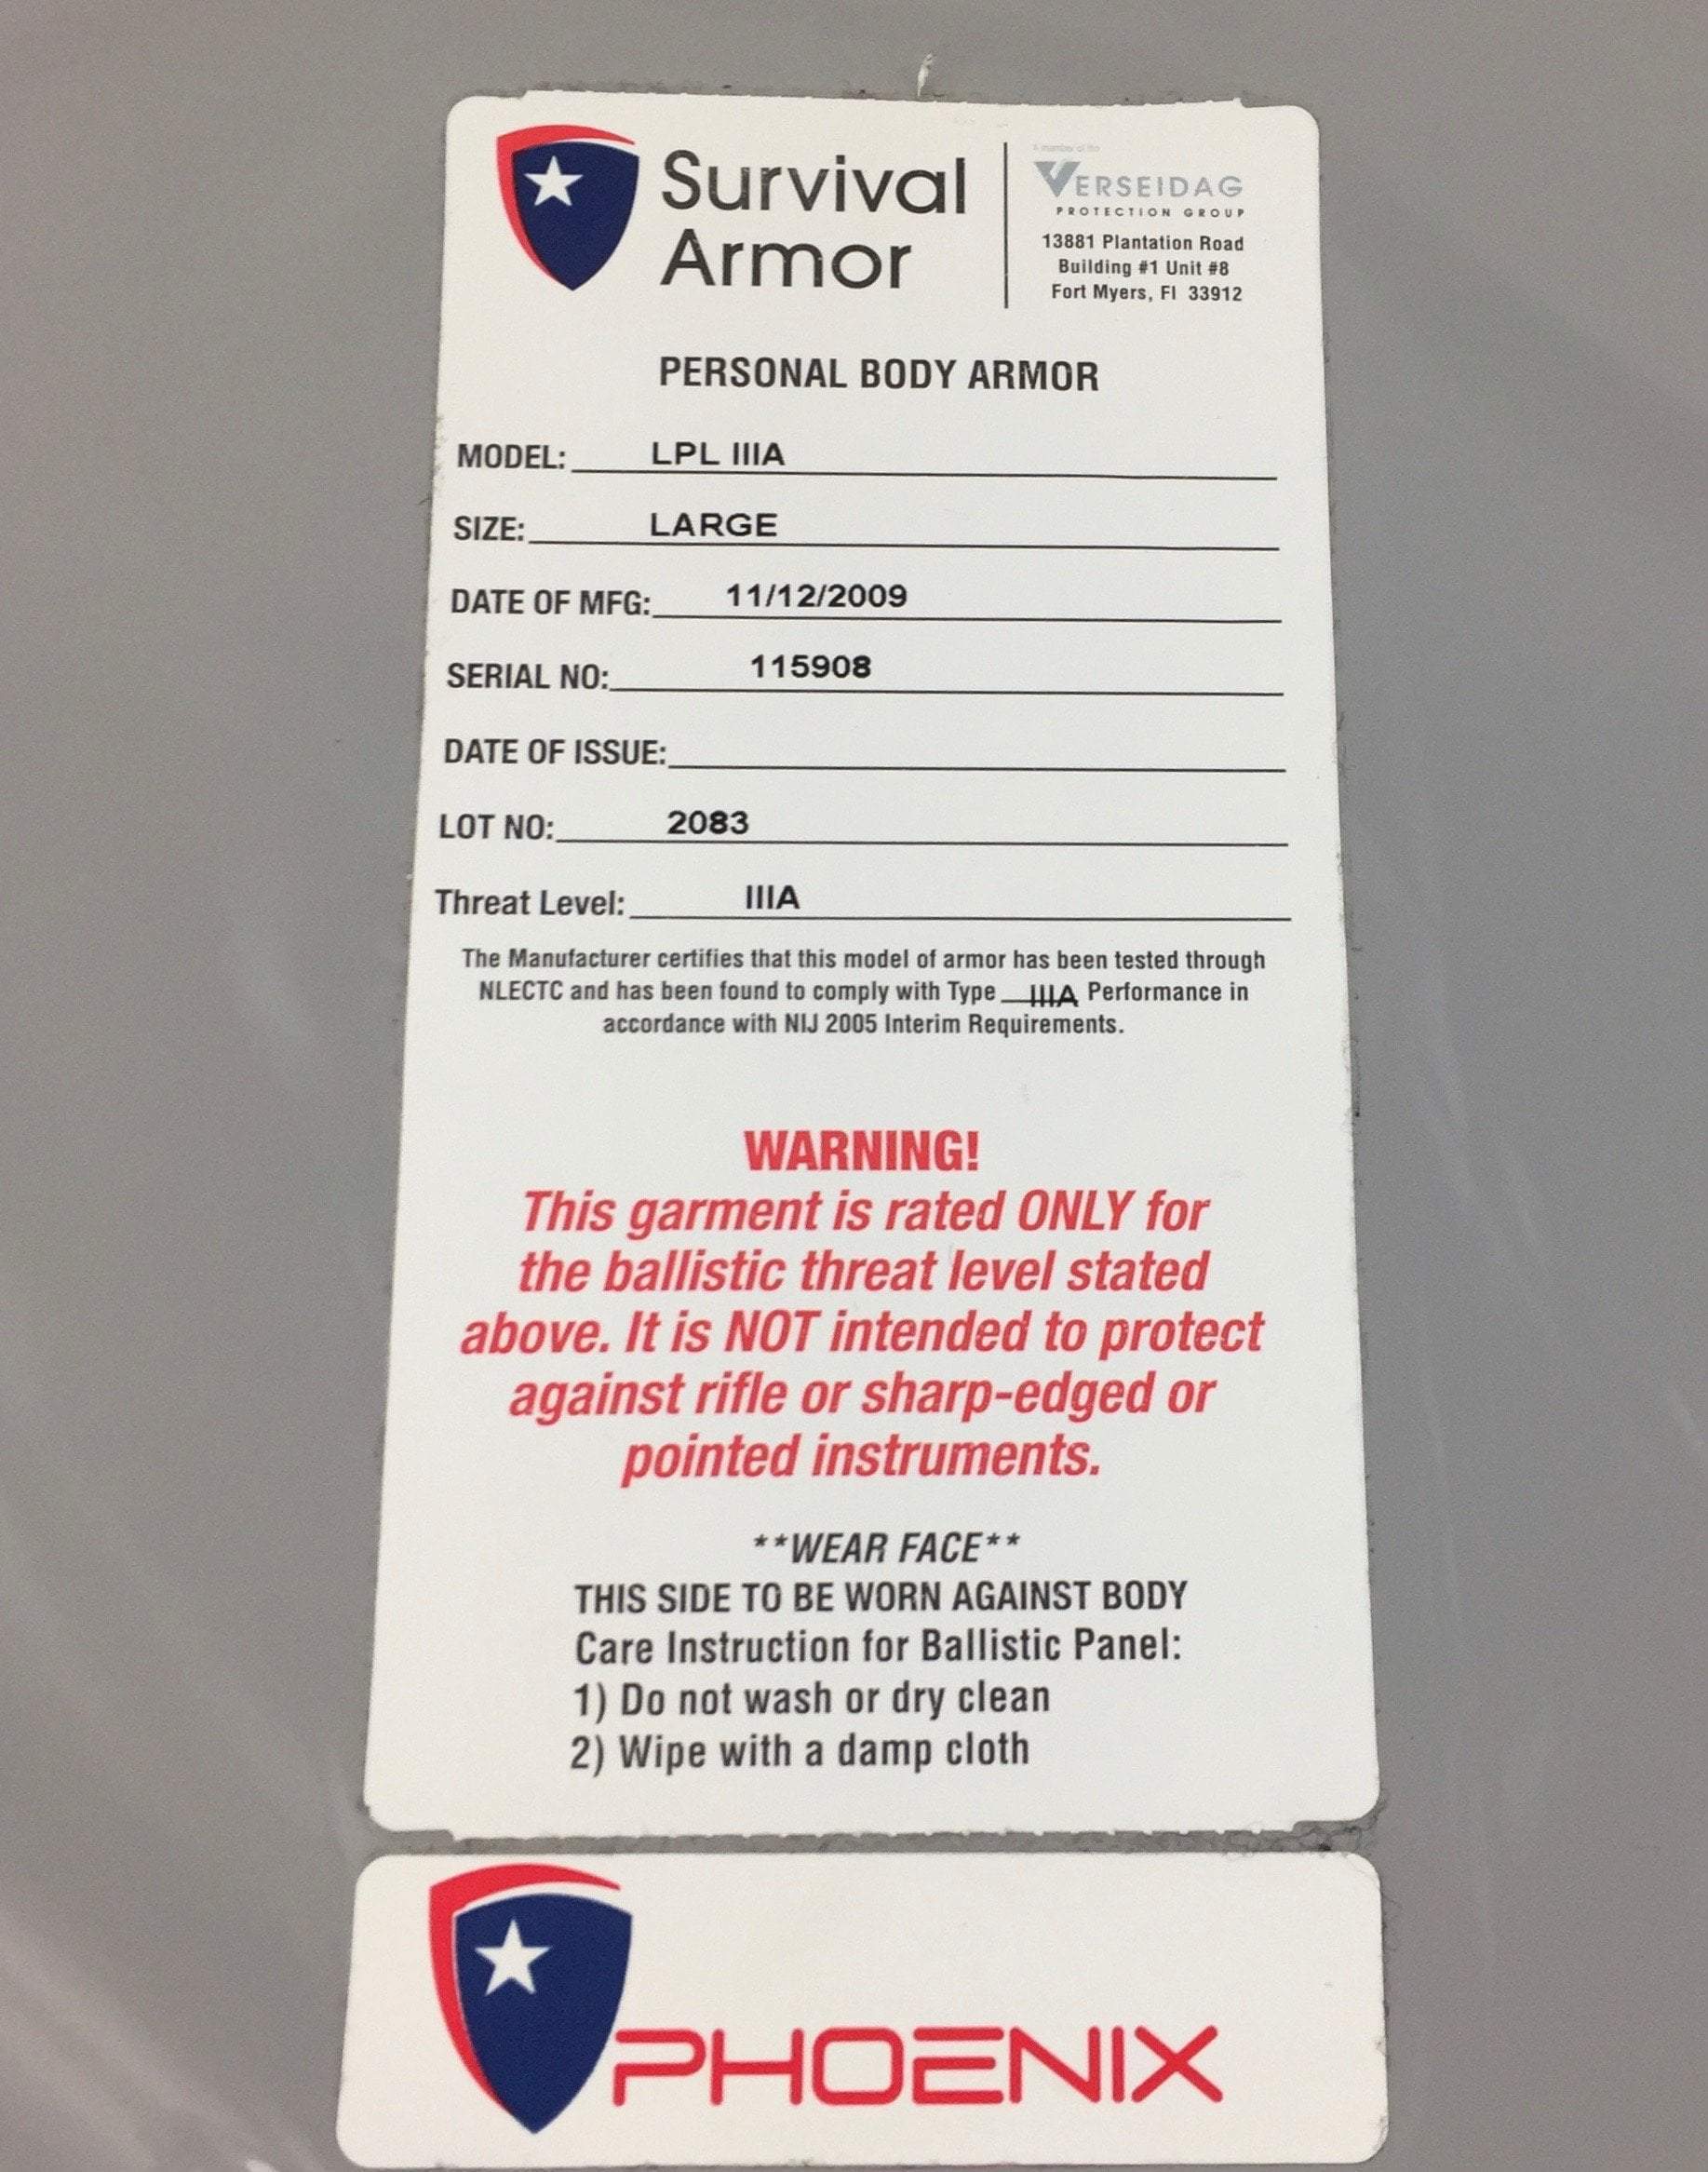 Survival
Armor
A member of the
VERSEIDAG
PROTECTION GROUP
13881 Plantation Road
Building #1 Unit #8
Fort Myers, Fl 33912
PERSONAL BODY ARMOR
MODEL: LPL IIIA
SIZE: LARGE
DATE OF MFG: 11/12/2009
SERIAL NO: 115908
DATE OF ISSUE:
LOT NO: 2083
Threat Level: IIIA
The Manufacturer certifies that this model of armor has been tested through
NLECTC and has been found to comply with Type IIIA Performance in
accordance with NIJ 2005 Interim Requirements.
WARNING!
This garment is rated ONLY for
the ballistic threat level stated
above. It is NOT intended to protect
against rifle or sharp-edged or
pointed instruments.
**WEAR FACE**
THIS SIDE TO BE WORN AGAINST BODY
Care Instruction for Ballistic Panel:
1) Do not wash or dry clean
2) Wipe with a damp cloth
PHOENIX